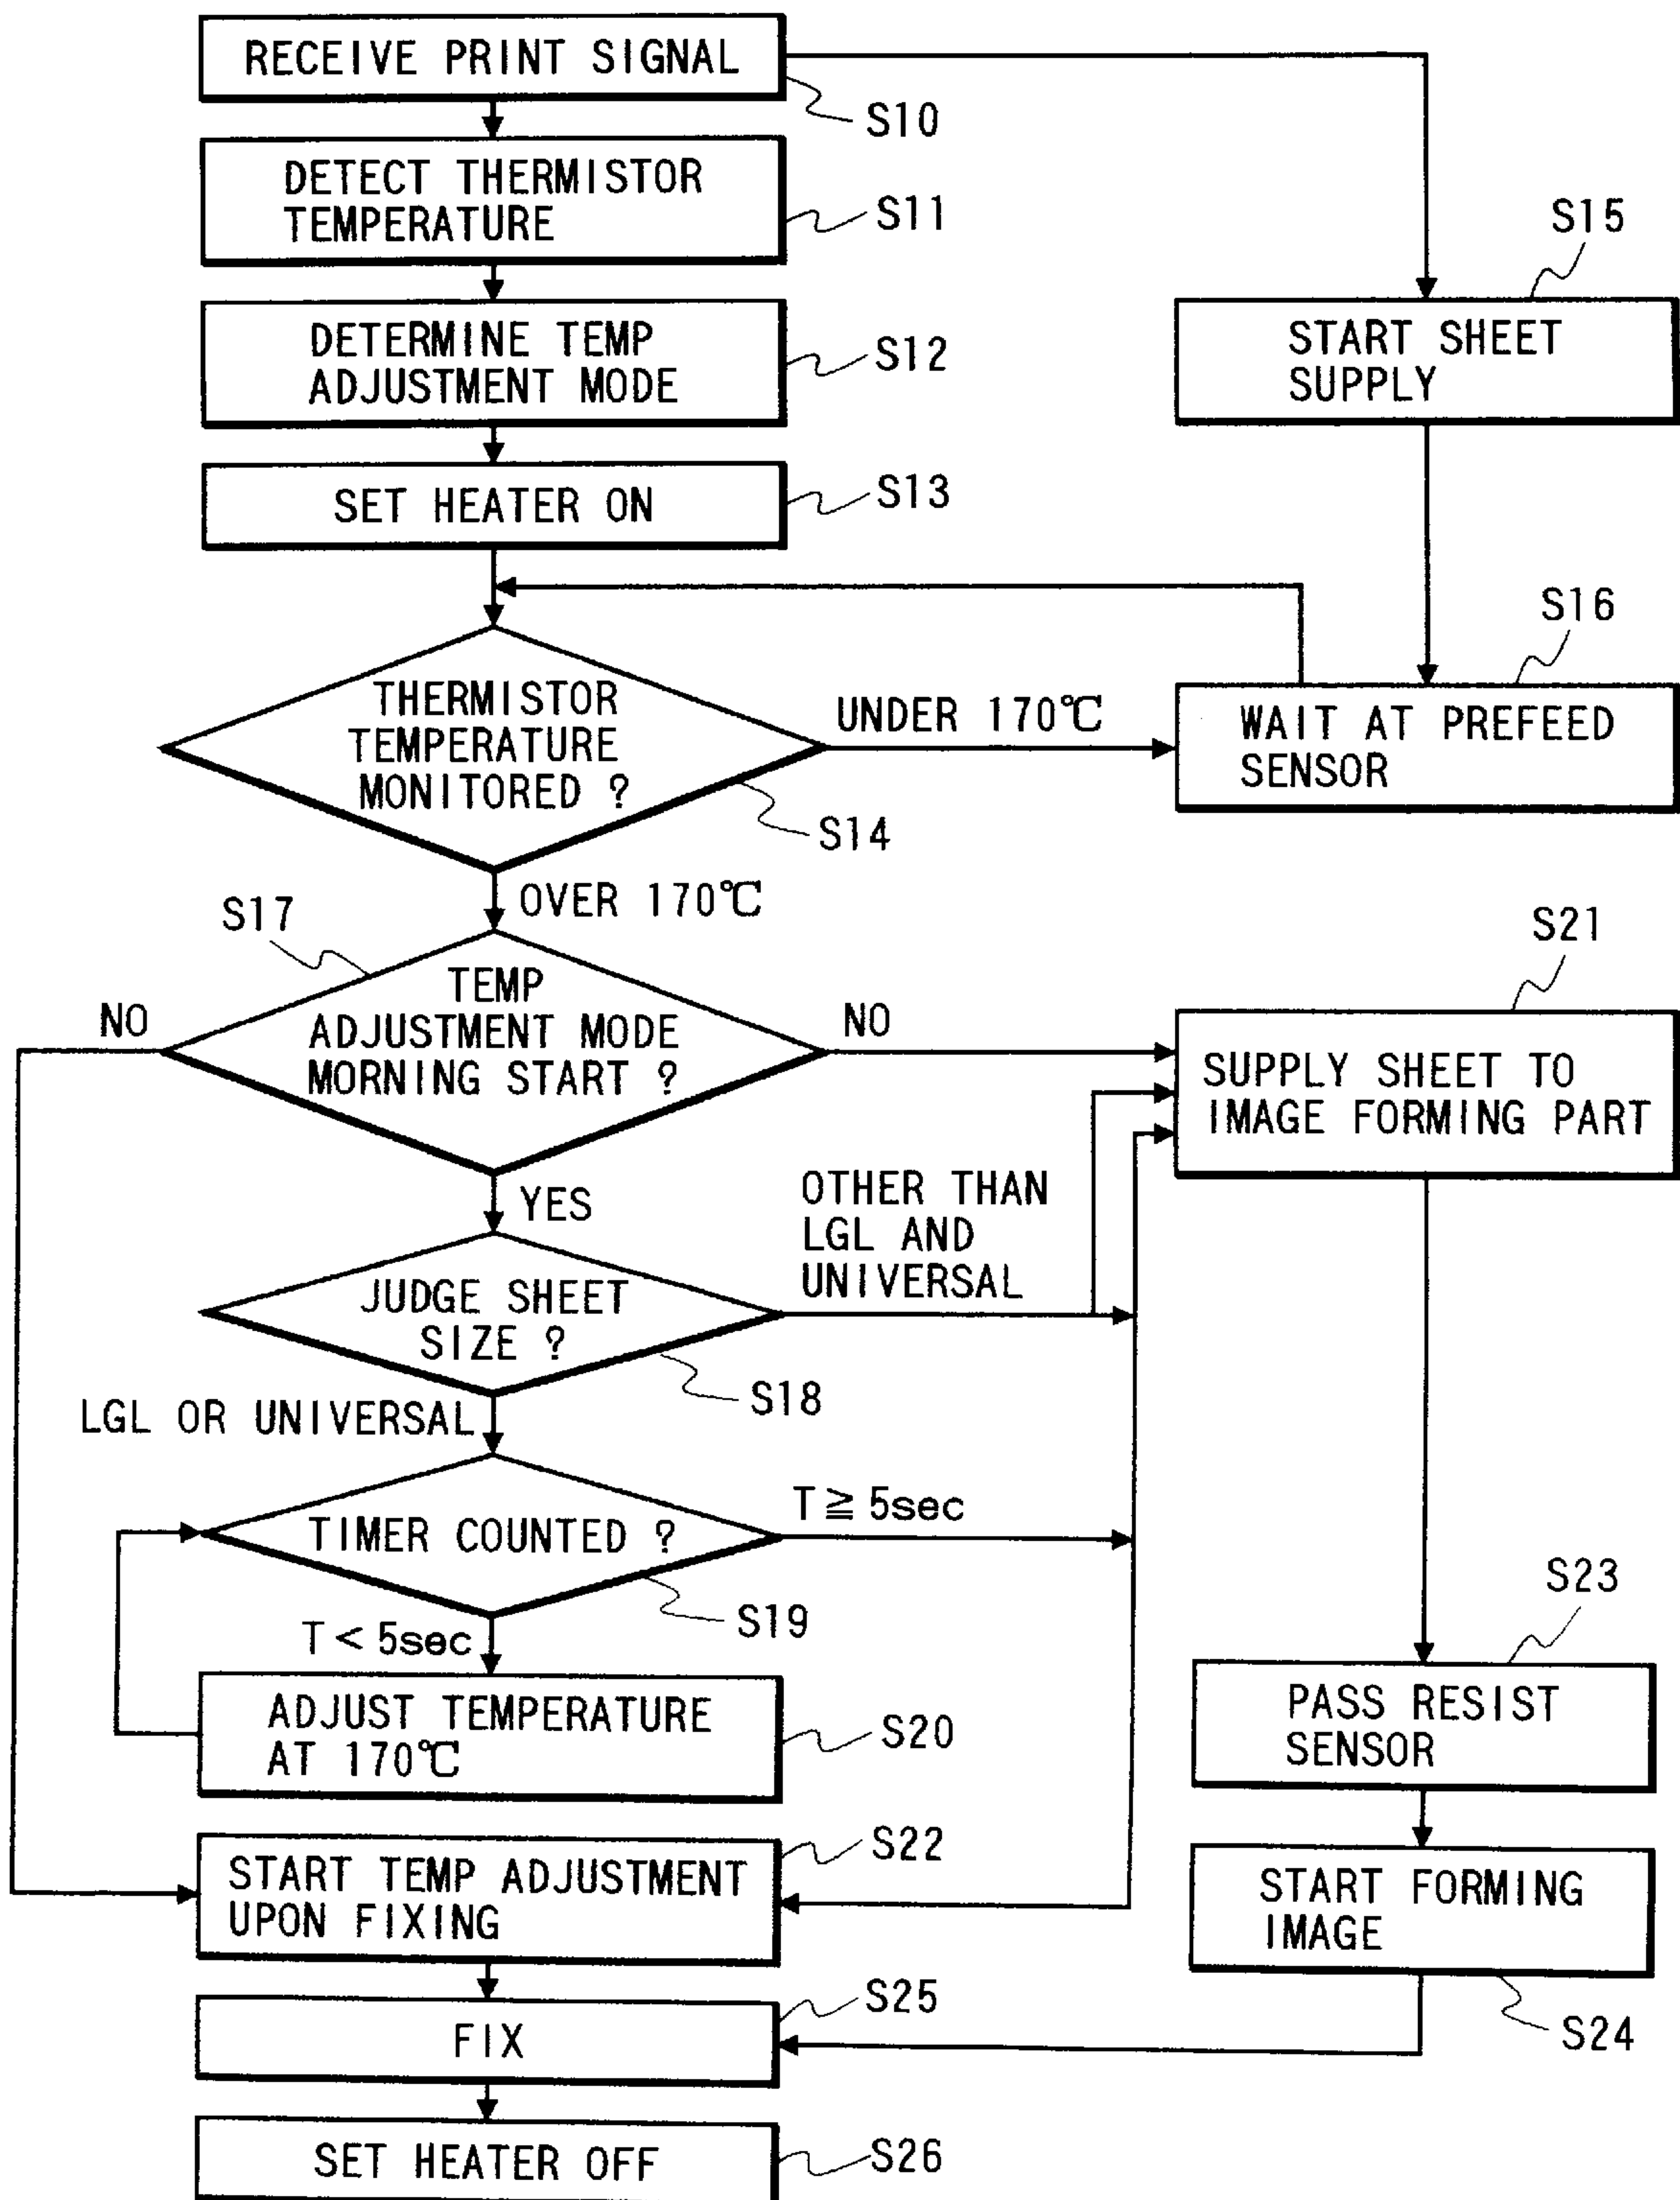 RECEIVE PRINT SIGNAL
S10
DETECT THERMISTOR
TEMPERATURE
S11
DETERMINE TEMP
ADJUSTMENT MODE
S12
SET HEATER ON
S13
S15
START SHEET
SUPPLY
S16
WAIT AT PREFEED
SENSOR
THERMISTOR
TEMPERATURE
MONITORED ?
UNDER 170℃
S14
OVER 170℃
S17
TEMP
ADJUSTMENT MODE
MORNING START ?
NO
NO
S21
SUPPLY SHEET TO
IMAGE FORMING PART
YES
OTHER THAN
LGL AND
UNIVERSAL
JUDGE SHEET
SIZE ?
S18
LGL OR UNIVERSAL
TIMER COUNTED ?
T ≧ 5sec
S19
T < 5sec
ADJUST TEMPERATURE
AT 170℃
S20
S23
PASS RESIST
SENSOR
START TEMP ADJUSTMENT
UPON FIXING
S22
START FORMING
IMAGE
S24
FIX
S25
SET HEATER OFF
S26